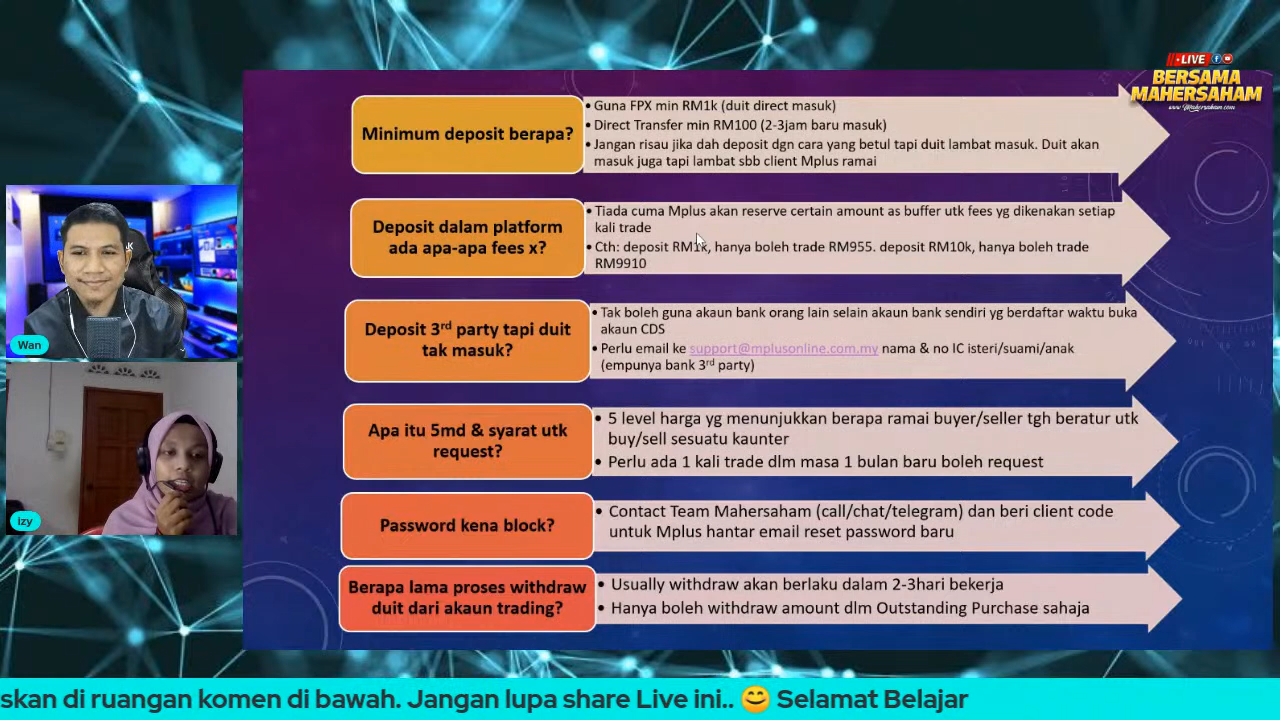 LIVE
BERSAMA
MAHERSAHAM
www.Mahersaham.com
Minimum deposit berapa?
• Guna FPX min RM1k (duit direct masuk)
• Direct Transfer min RM100 (2-3jam baru masuk)
• Jangan risau jika dah deposit dgn cara yang betul tapi duit lambat masuk. Duit akan
masuk juga tapi lambat sbb client Mplus ramai
Deposit dalam platform
ada apa-apa fees x?
• Tiada cuma Mplus akan reserve certain amount as buffer utk fees yg dikenakan setiap
kali trade
• Cth: deposit RM1k, hanya boleh trade RM955. deposit RM10k, hanya boleh trade
RM9910
Deposit 3rd party tapi duit
tak masuk?
• Tak boleh guna akaun bank orang lain selain akaun bank sendiri yg berdaftar waktu buka
akaun CDS
• Perlu email ke support@mplusonline.com.my nama & no IC isteri/suami/anak
(empunya bank 3rd party)
Apa itu 5md & syarat utk
request?
• 5 level harga yg menunjukkan berapa ramai buyer/seller tgh beratur utk
buy/sell sesuatu kaunter
• Perlu ada 1 kali trade dlm masa 1 bulan baru boleh request
Password kena block?
• Contact Team Mahersaham (call/chat/telegram) dan beri client code
untuk Mplus hantar email reset password baru
Berapa lama proses withdraw
duit dari akaun trading?
• Usually withdraw akan berlaku dalam 2-3hari bekerja
• Hanya boleh withdraw amount dlm Outstanding Purchase sahaja
Wan
izy
skan di ruangan komen di bawah. Jangan lupa share Live ini.. 😊 Selamat Belajar